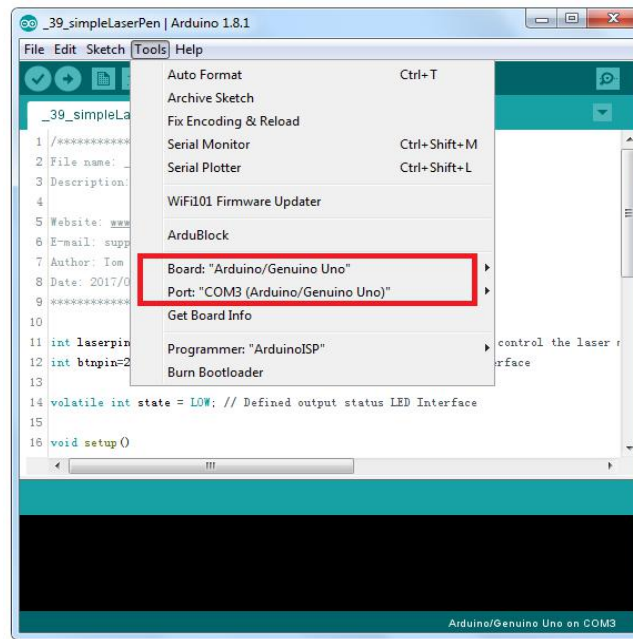 _39_simpleLaserPen | Arduino 1.8.1
File Edit Sketch Tools Help
Auto Format Ctrl+T
Archive Sketch
Fix Encoding & Reload
Serial Monitor Ctrl+Shift+M
Serial Plotter Ctrl+Shift+L
WiFi101 Firmware Updater
ArduBlock
Board: "Arduino/Genuino Uno"
Port: "COM3 (Arduino/Genuino Uno)"
Get Board Info
Programmer: "ArduinoISP"
Burn Bootloader
_39_simpleLa
1 /***********
2 File name: _
3 Description:
4
5 Website: www
6 E-mail: supp
7 Author: Tom
8 Date: 2017/0
9 ************
10
11 int laserpin control the laser
12 int btnpin=2 erface
13
14 volatile int state = LOW; // Defined output status LED Interface
15
16 void setup()
Arduino/Genuino Uno on COM3